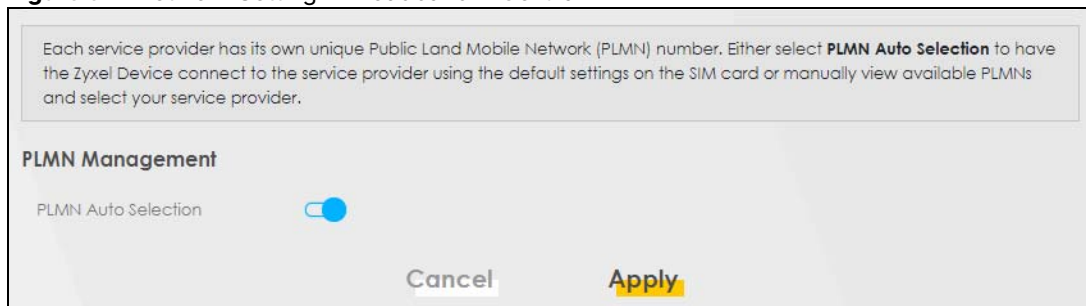 Each service provider has its own unique Public Land Mobile Network (PLMN) number. Either select PLMN Auto Selection to have
the Zyxel Device connect to the service provider using the default settings on the SIM card or manually view available PLMNs
and select your service provider.
PLMN Management
PLMN Auto Selection
Cancel Apply